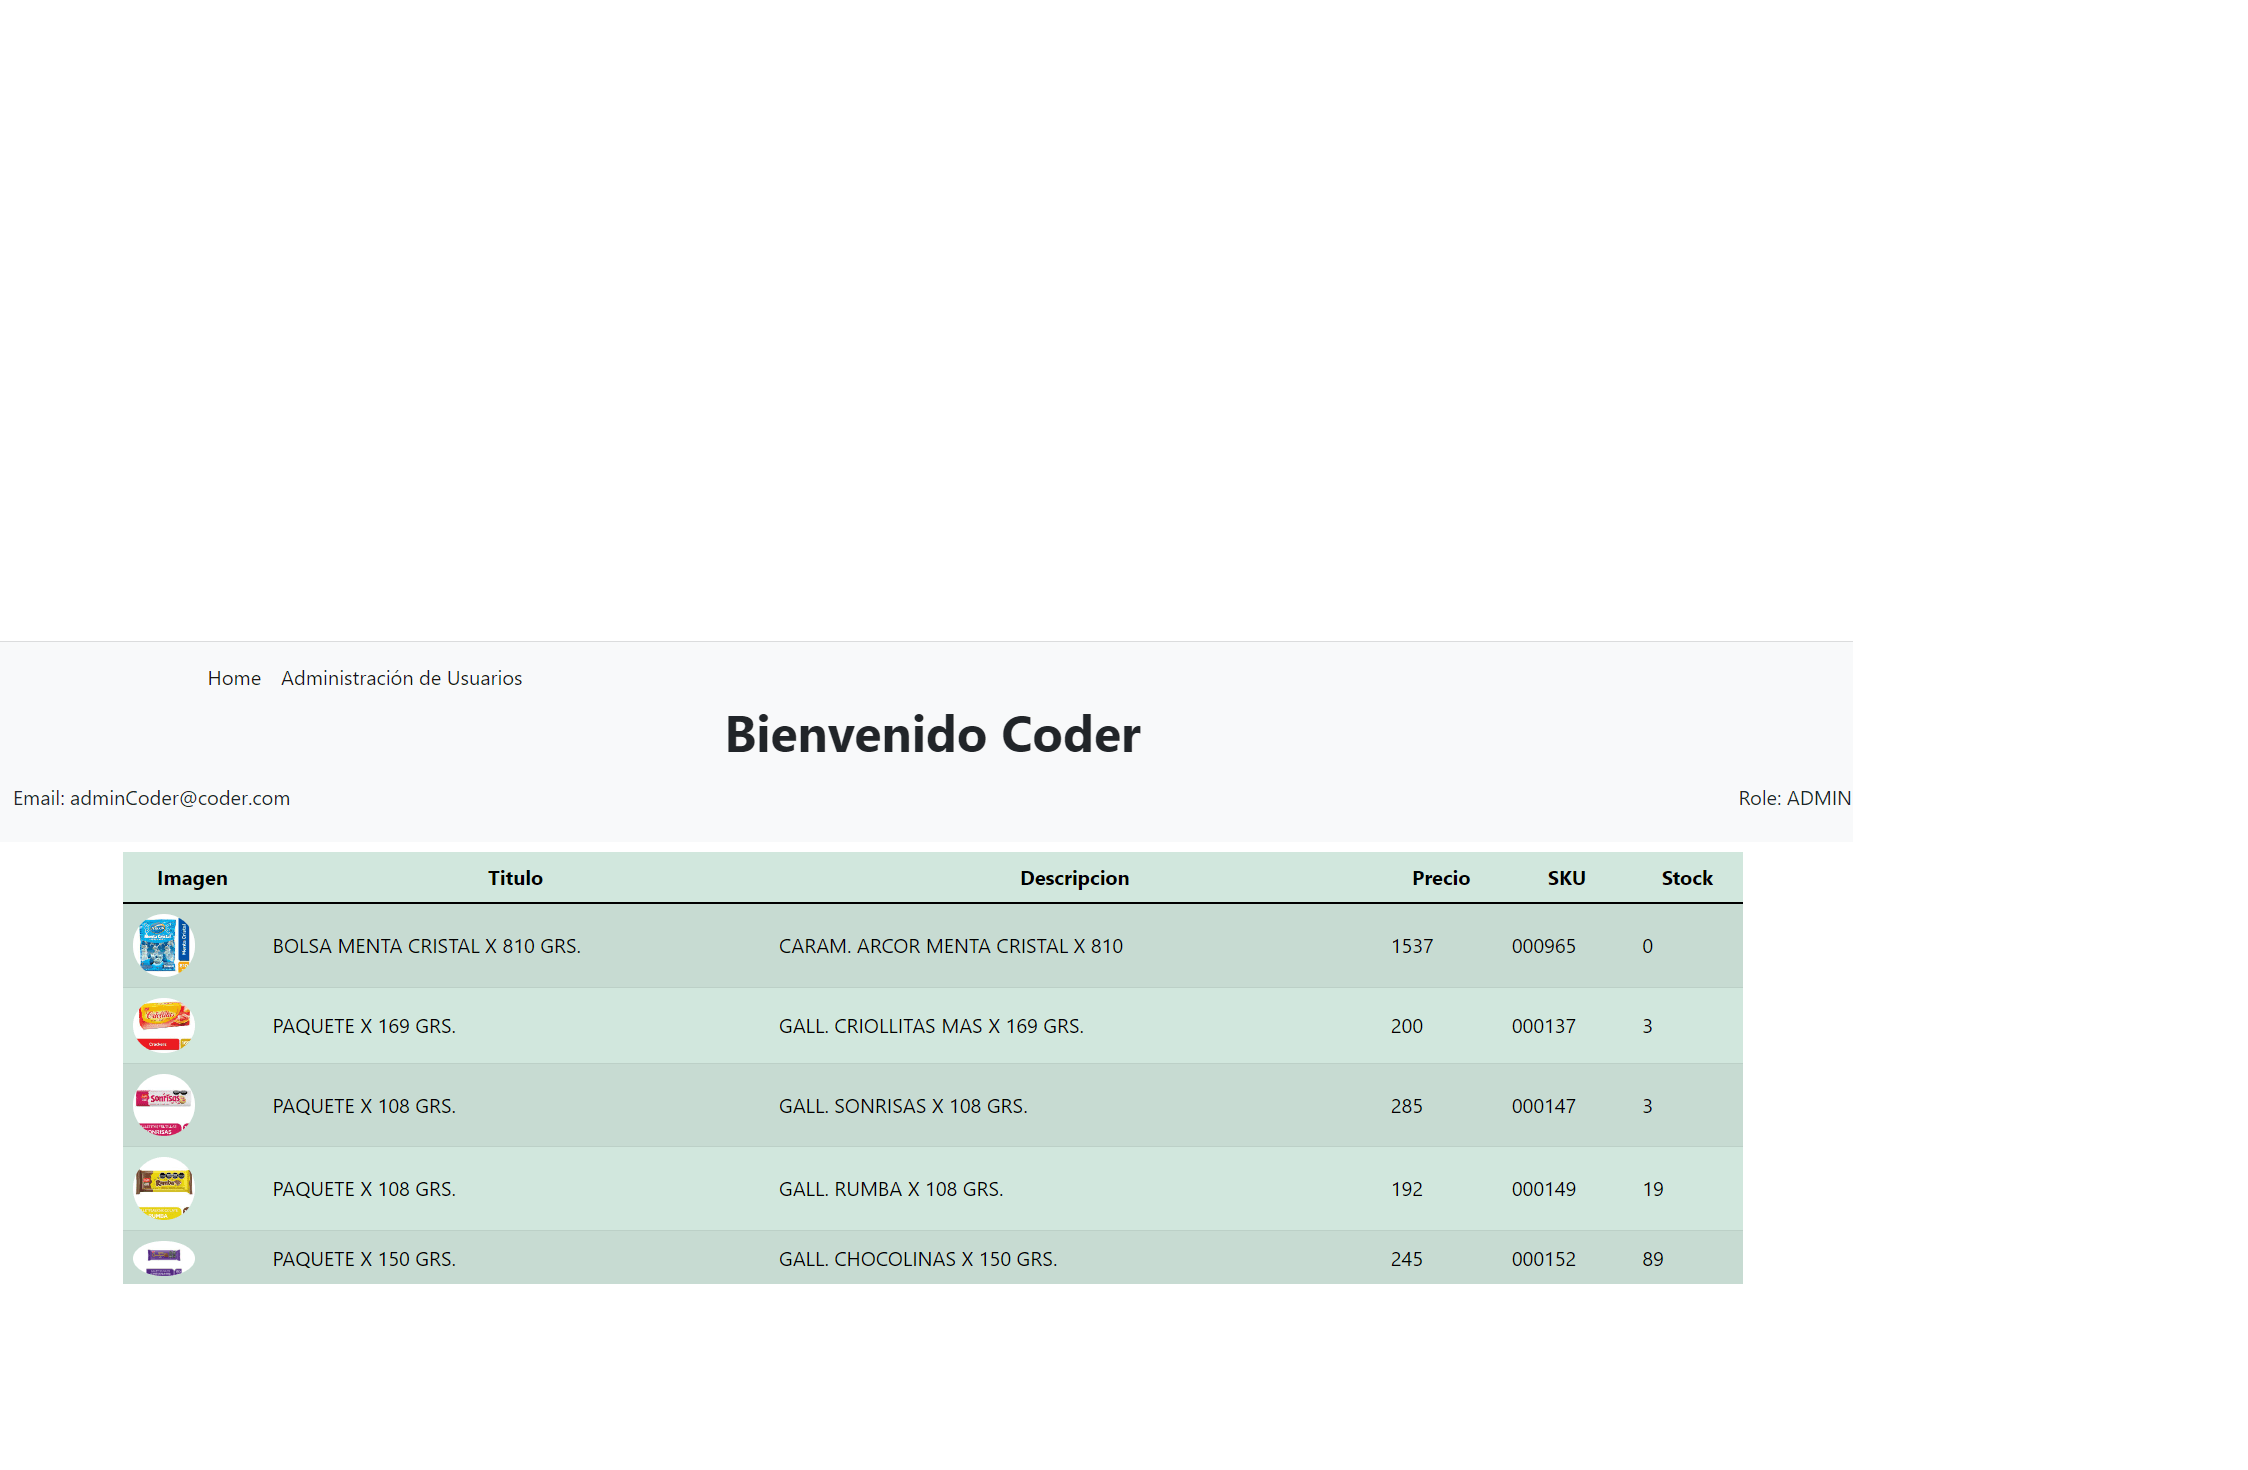 Home Administración de Usuarios
Bienvenido Coder
Email: adminCoder@coder.com Role: ADMIN
Imagen Titulo Descripcion Precio SKU Stock
BOLSA MENTA CRISTAL X 810 GRS. CARAM. ARCOR MENTA CRISTAL X 810 1537 000965 0
PAQUETE X 169 GRS. GALL. CRIOLLITAS MAS X 169 GRS. 200 000137 3
Crackers
Sonrisas
PAQUETE X 108 GRS. GALL. SONRISAS X 108 GRS. 285 000147 3
Rumba
PAQUETE X 108 GRS. GALL. RUMBA X 108 GRS. 192 000149 19
PAQUETE X 150 GRS. GALL. CHOCOLINAS X 150 GRS. 245 000152 89